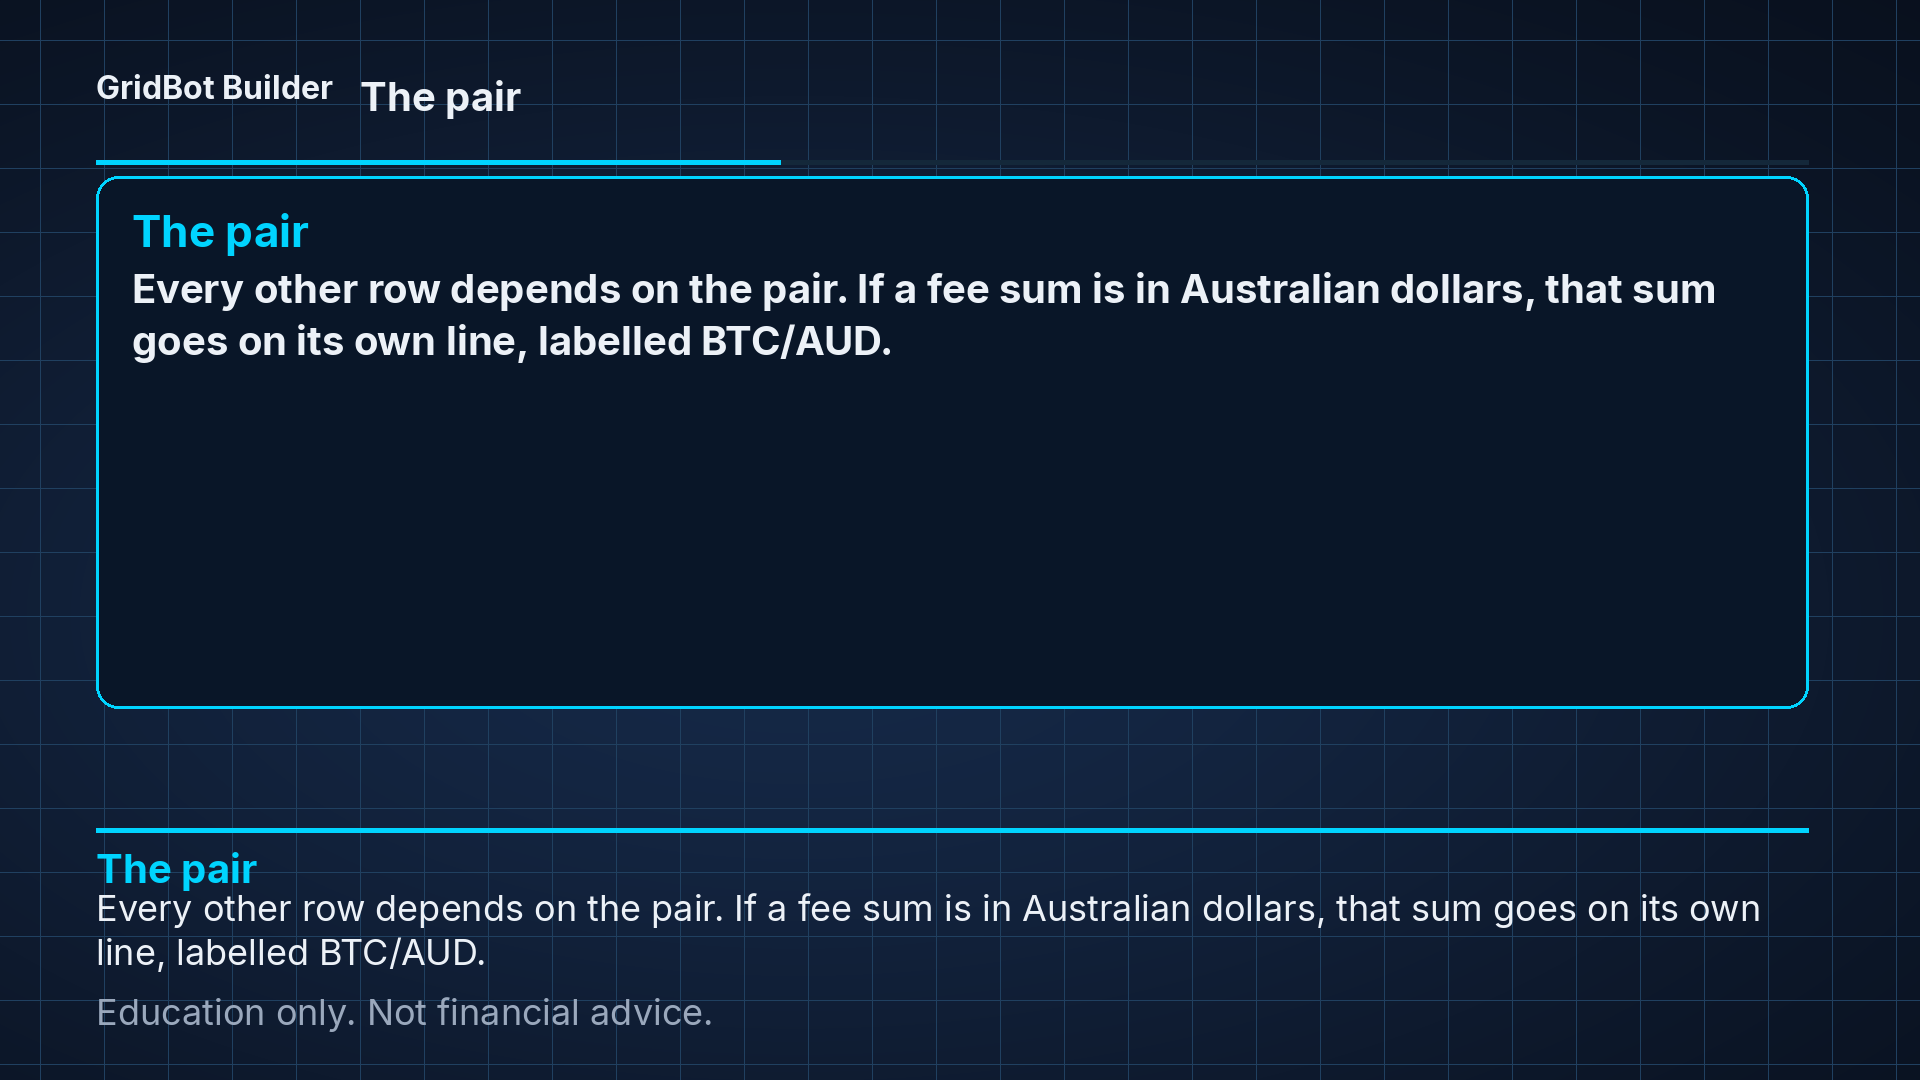 GridBot Builder
The pair
The pair
Every other row depends on the pair. If a fee sum is in Australian dollars, that sum
goes on its own line, labelled BTC/AUD.
The pair
Every other row depends on the pair. If a fee sum is in Australian dollars, that sum goes on its own
line, labelled BTC/AUD.
Education only. Not financial advice.